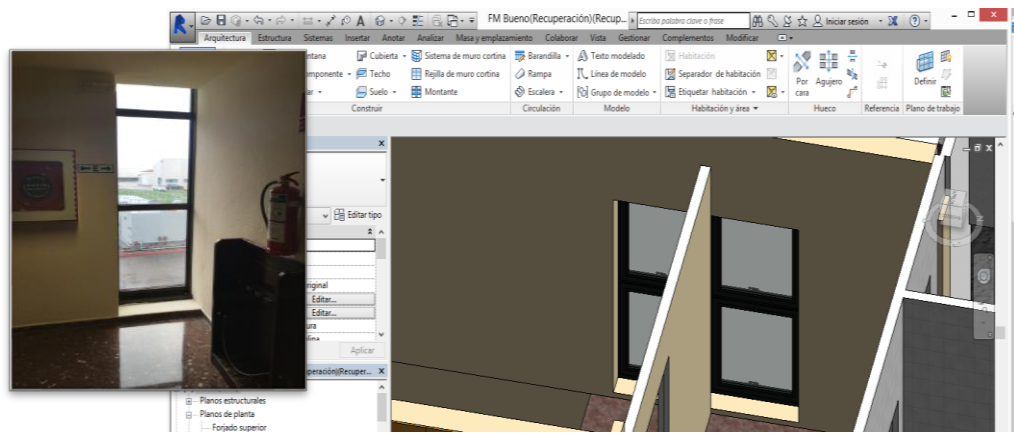 FM Bueno(Recuperación)(Recup... Escriba palabra clave o frase Iniciar sesión
Arquitectura Estructura Sistemas Insertar Anotar Analizar Masa y emplazamiento Colaborar Vista Gestionar Complementos Modificar
ntana Cubierta Sistema de muro cortina Barandilla Texto modelado Habitación
omponente Techo Rejilla de muro cortina Rampa Línea de modelo Separador de habitación Por cara Agujero Definir
ar Suelo Montante Escalera Grupo de modelo Etiquetar habitación
Construir Circulación Modelo Habitación y área Hueco Referencia Plano de trabajo
Editar tipo
riginal
Editar...
Editar...
ura
Aplicar
peración)(Recuper...
Planos estructurales
Planos de planta
Forjado superior